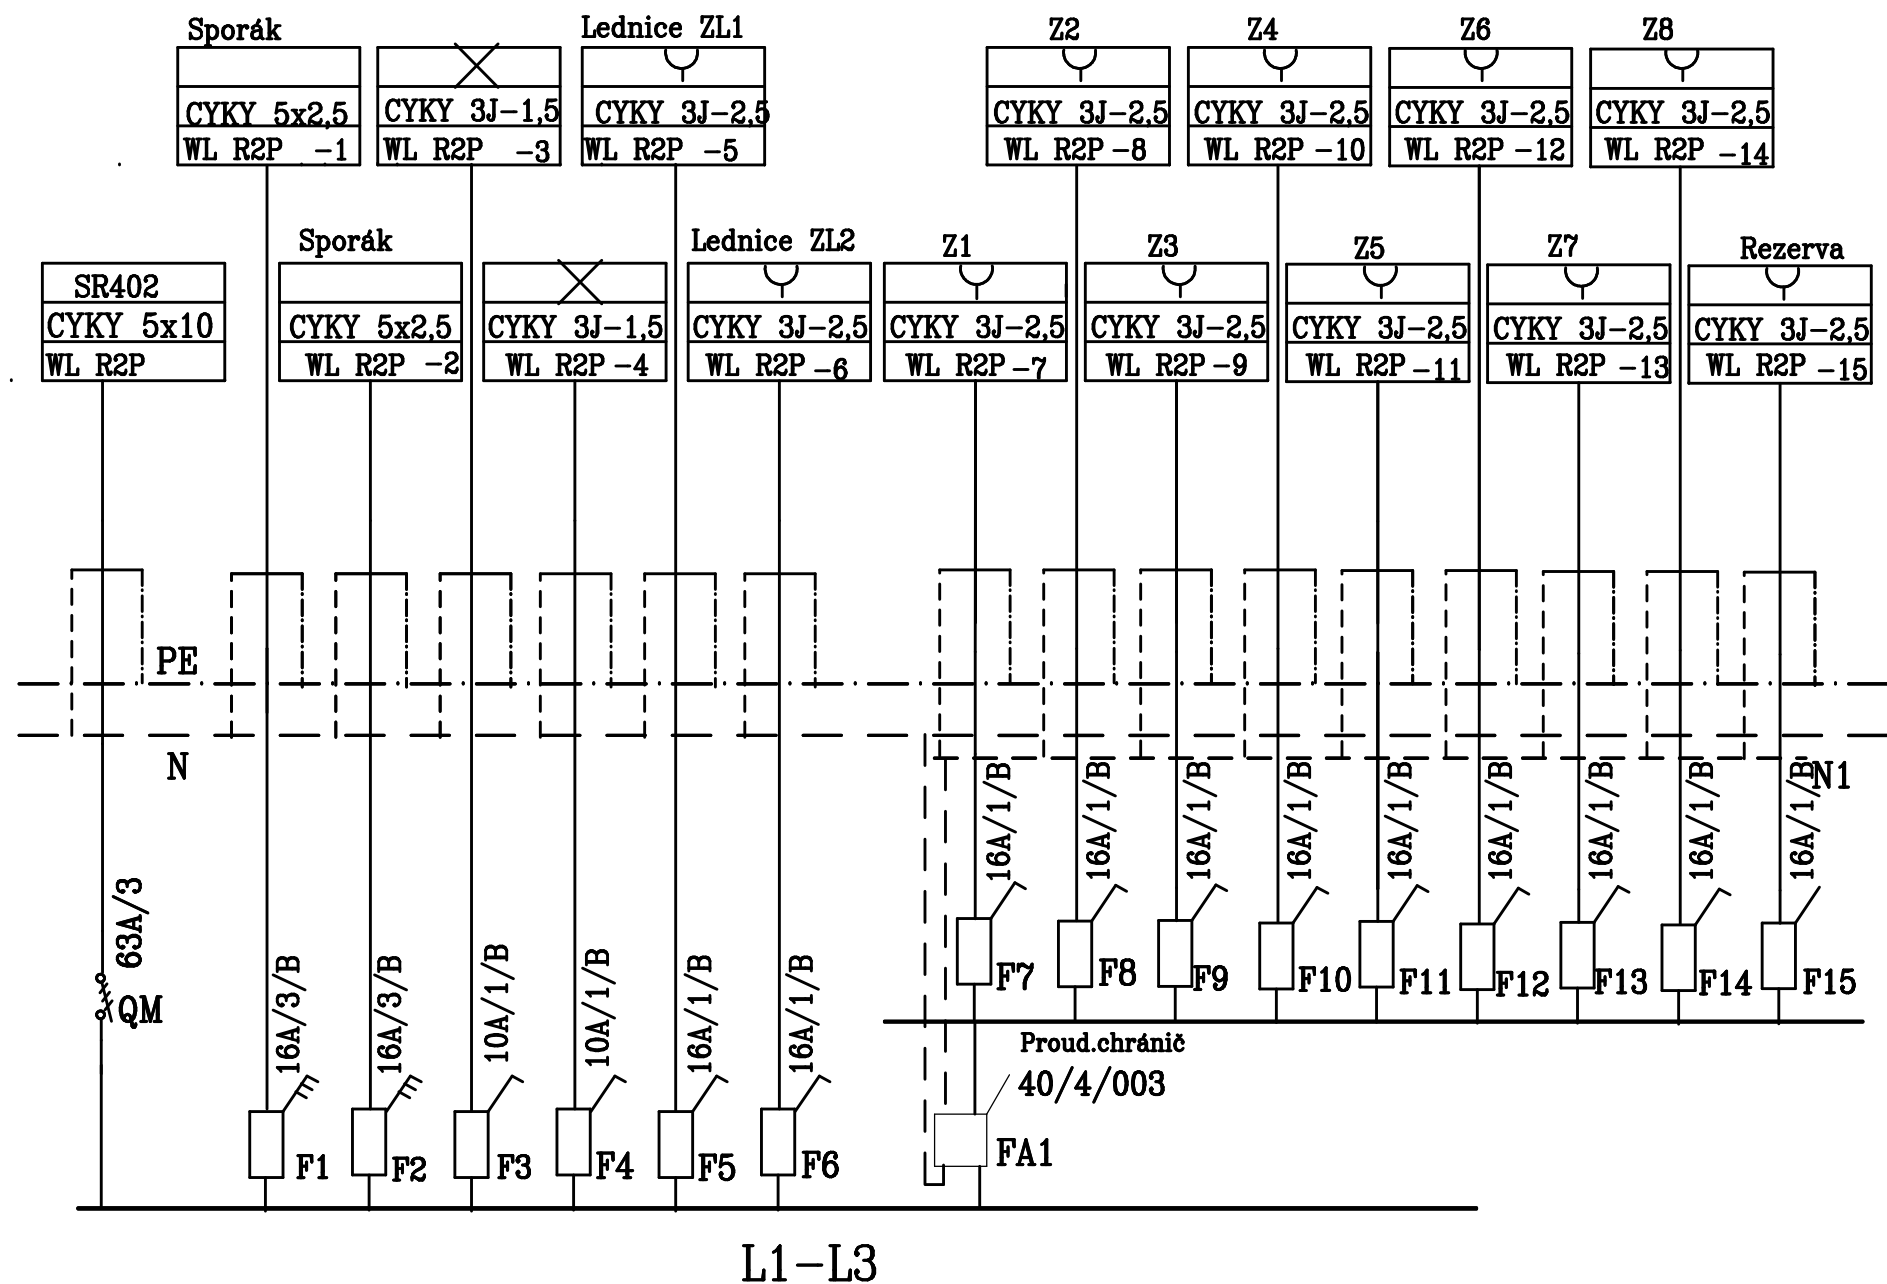 Sporák
CYKY 5x2,5
WL R2P -1
CYKY 3J-1,5
WL R2P -3
Lednice ZL1
CYKY 3J-2,5
WL R2P -5
Z2
CYKY 3J-2,5
WL R2P -8
Z4
CYKY 3J-2,5
WL R2P -10
Z6
CYKY 3J-2,5
WL R2P -12
Z8
CYKY 3J-2,5
WL R2P -14
SR402
CYKY 5x10
WL R2P
Sporák
CYKY 5x2,5
WL R2P -2
CYKY 3J-1,5
WL R2P -4
Lednice ZL2
CYKY 3J-2,5
WL R2P -6
Z1
CYKY 3J-2,5
WL R2P -7
Z3
CYKY 3J-2,5
WL R2P -9
Z5
CYKY 3J-2,5
WL R2P -11
Z7
CYKY 3J-2,5
WL R2P -13
Rezerva
CYKY 3J-2,5
WL R2P -15
PE
N
N1
63A/3
QM
16A/3/B
F1
16A/3/B
F2
10A/1/B
F3
10A/1/B
F4
16A/1/B
F5
16A/1/B
F6
16A/1/B
F7
16A/1/B
F8
16A/1/B
F9
16A/1/B
F10
16A/1/B
F11
16A/1/B
F12
16A/1/B
F13
16A/1/B
F14
16A/1/B
F15
Proud.chránič
40/4/003
FA1
L1-L3